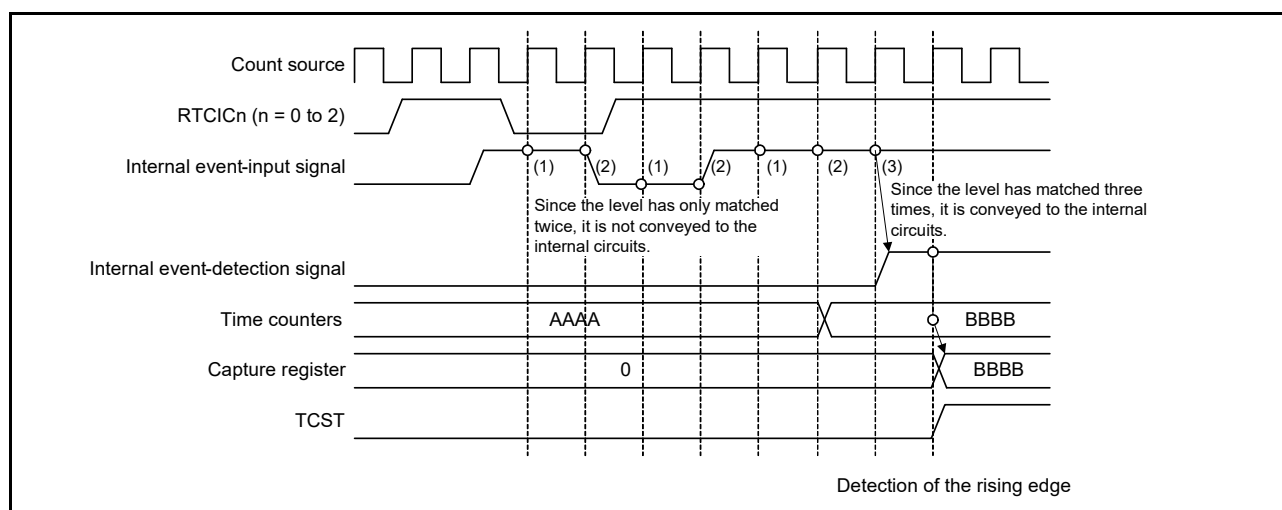 Count source
RTCICn (n = 0 to 2)
Internal event-input signal
(1) (2) (1) (2) (1) (2) (3)
Since the level has only matched
twice, it is not conveyed to the
internal circuits.
Since the level has matched three
times, it is conveyed to the internal
circuits.
Internal event-detection signal
Time counters AAAA BBBB
Capture register 0 BBBB
TCST
Detection of the rising edge